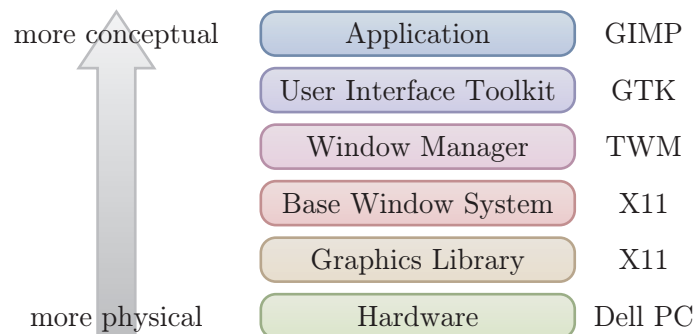 more conceptual Application GIMP
User Interface Toolkit GTK
Window Manager TWM
Base Window System X11
Graphics Library X11
more physical Hardware Dell PC